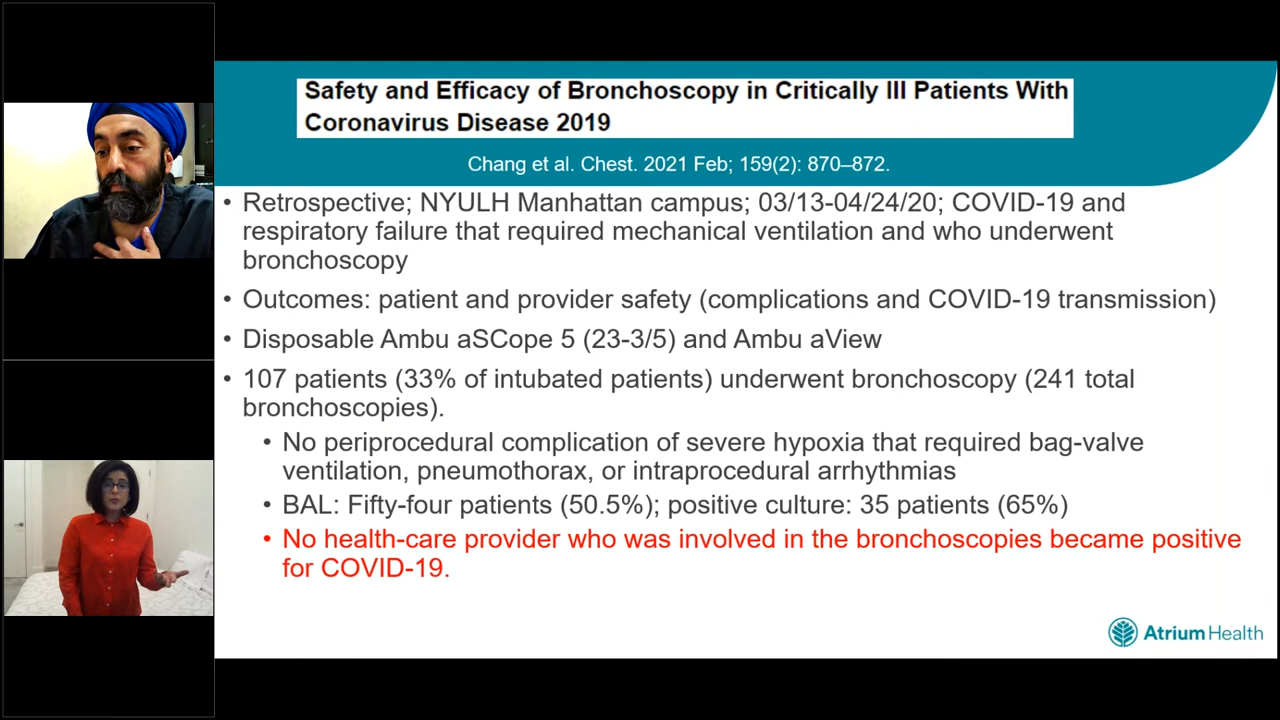 Safety and Efficacy of Bronchoscopy in Critically Ill Patients With
Coronavirus Disease 2019
Chang et al. Chest. 2021 Feb; 159(2): 870–872.
• Retrospective; NYULH Manhattan campus; 03/13-04/24/20; COVID-19 and
respiratory failure that required mechanical ventilation and who underwent
bronchoscopy
• Outcomes: patient and provider safety (complications and COVID-19 transmission)
• Disposable Ambu aSCope 5 (23-3/5) and Ambu aView
• 107 patients (33% of intubated patients) underwent bronchoscopy (241 total
bronchoscopies).
• No periprocedural complication of severe hypoxia that required bag-valve
ventilation, pneumothorax, or intraprocedural arrhythmias
• BAL: Fifty-four patients (50.5%); positive culture: 35 patients (65%)
• No health-care provider who was involved in the bronchoscopies became positive
for COVID-19.
Atrium Health